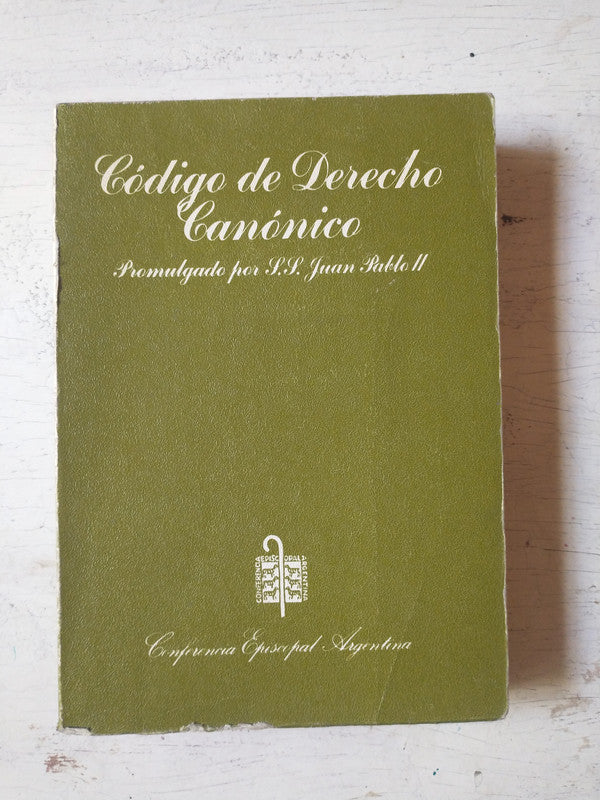 Código de Derecho
Canónico
Promulgado por S.S. Juan Pablo II
CONFERENCIA EPISCOPAL ARGENTINA
Conferencia Episcopal Argentina